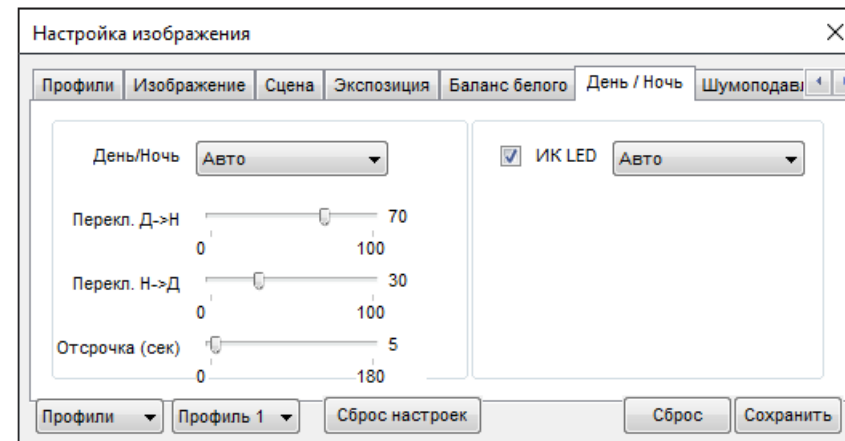 Настройка изображения
Профили Изображение Сцена Экспозиция Баланс белого День / Ночь
День/Ночь Авто
ИК LED Авто
Перекл. Д->Н 70
0 100
Перекл. Н->Д 30
0 100
Отсрочка (сек) 5
0 180
Профили Профиль 1 Сброс настроек Сброс Сохранить